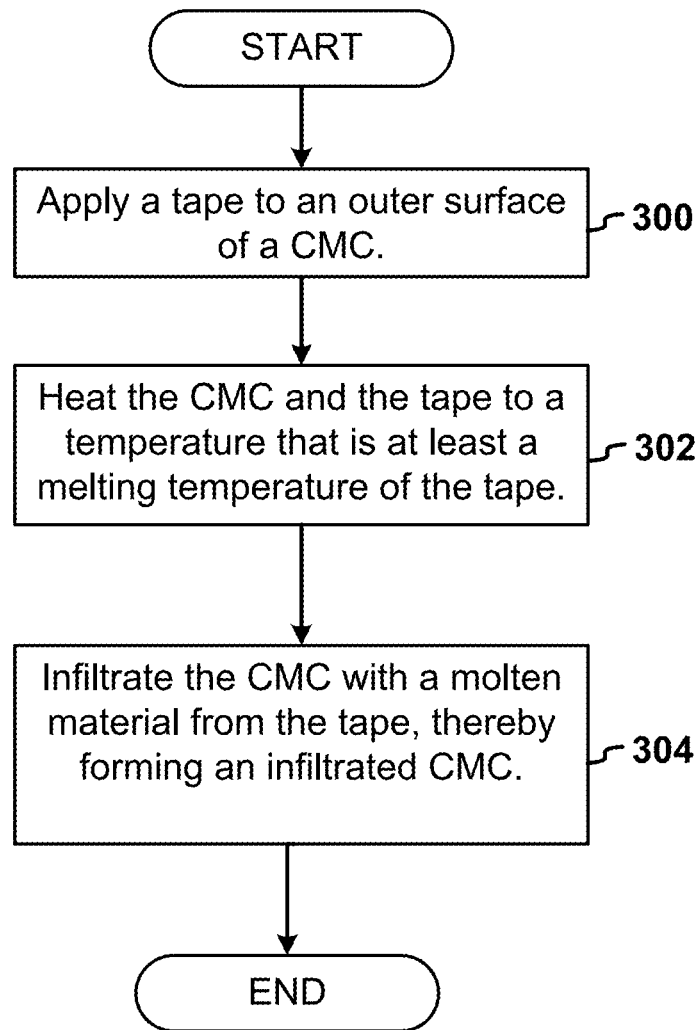 START
Apply a tape to an outer surface
of a CMC.
300
Heat the CMC and the tape to a
temperature that is at least a
melting temperature of the tape.
302
Infiltrate the CMC with a molten
material from the tape, thereby
forming an infiltrated CMC.
304
END